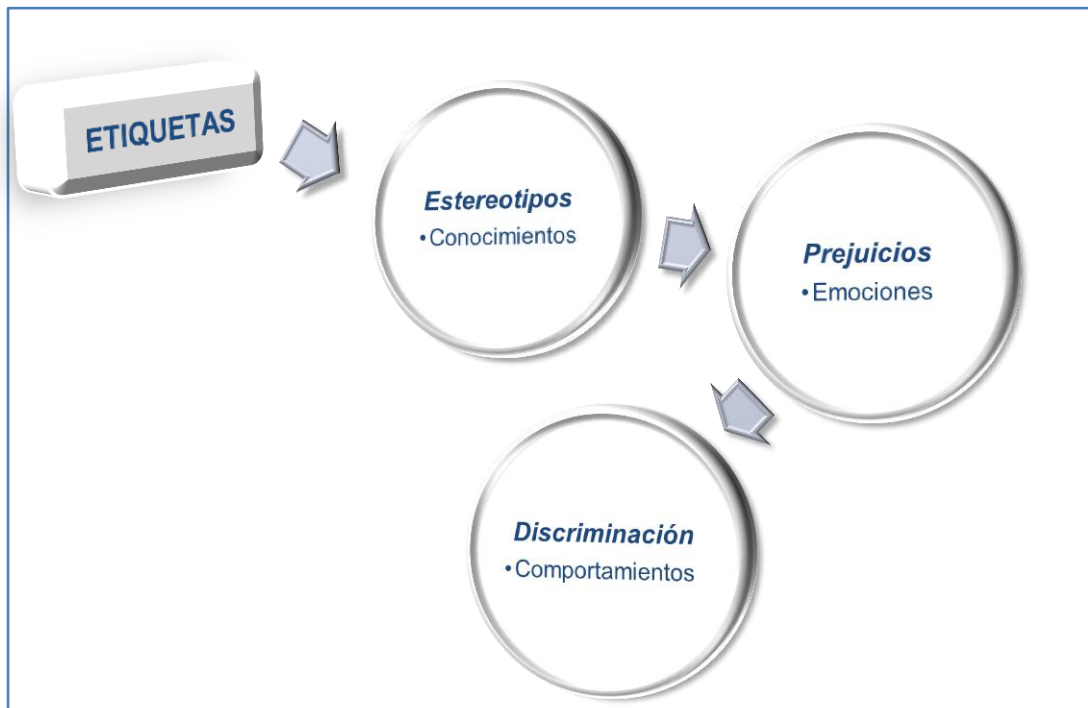 ETIQUETAS
Estereotipos
•Conocimientos
Prejuicios
•Emociones
Discriminación
•Comportamientos